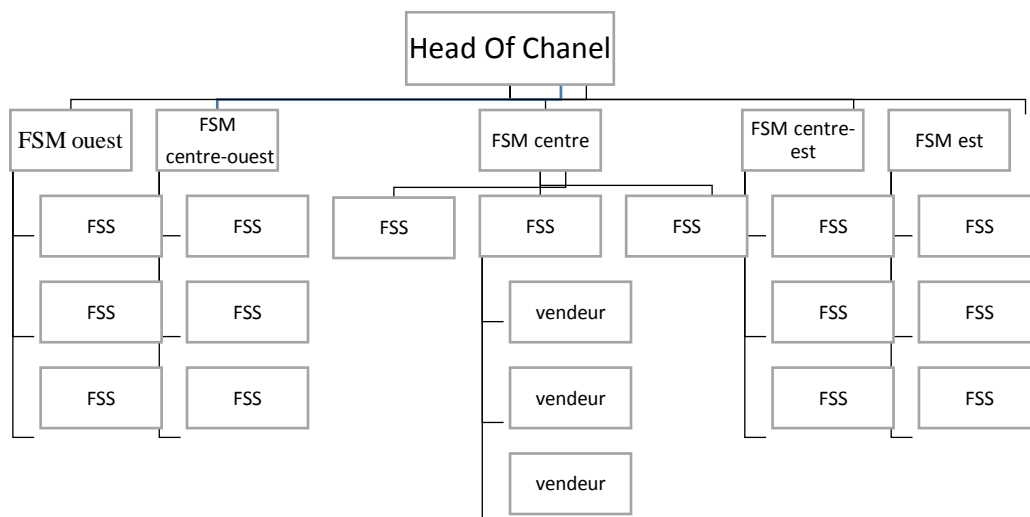 Head Of Chanel
FSM ouest
FSM
centre-ouest
FSM centre
FSM centre-
est
FSM est
FSS
FSS
FSS
FSS
FSS
FSS
FSS
FSS
FSS
vendeur
FSS
FSS
vendeur
FSS
FSS
FSS
FSS
vendeur